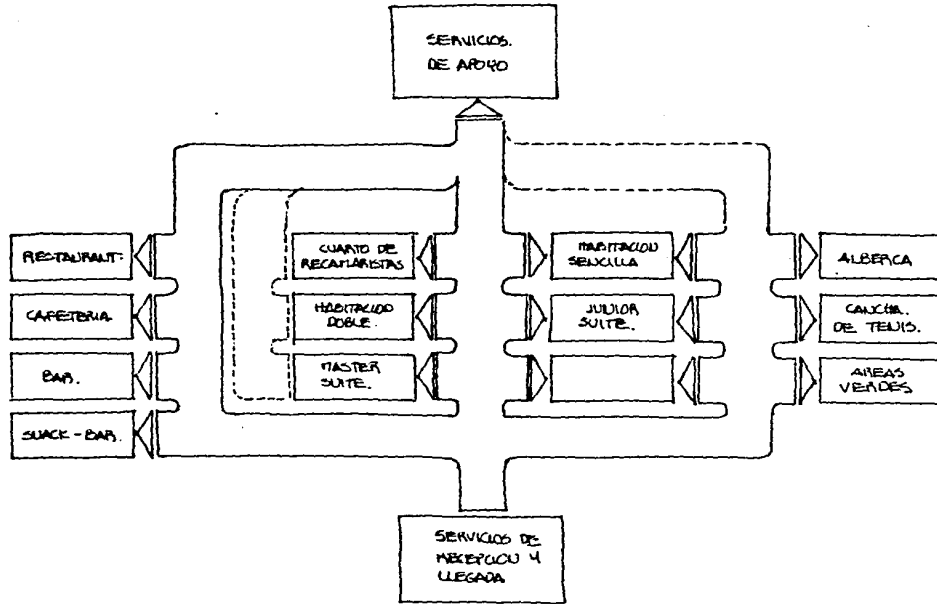 SERVICIOS.
DE APOYO
RESTAURANT.
CAFETERIA
BAR.
SNACK-BAR.
CUARTO DE
RECAMARISTAS
HABITACIO
DOBLE.
MASTER
SUITE.
HABITACION
SENCILLA
JUNIOR
SUITE.
ALBERCA
CANCHA.
DE TENIS.
AREAS
VERDES
SERVICIOS DE
RECEPCION Y
LLEGADA